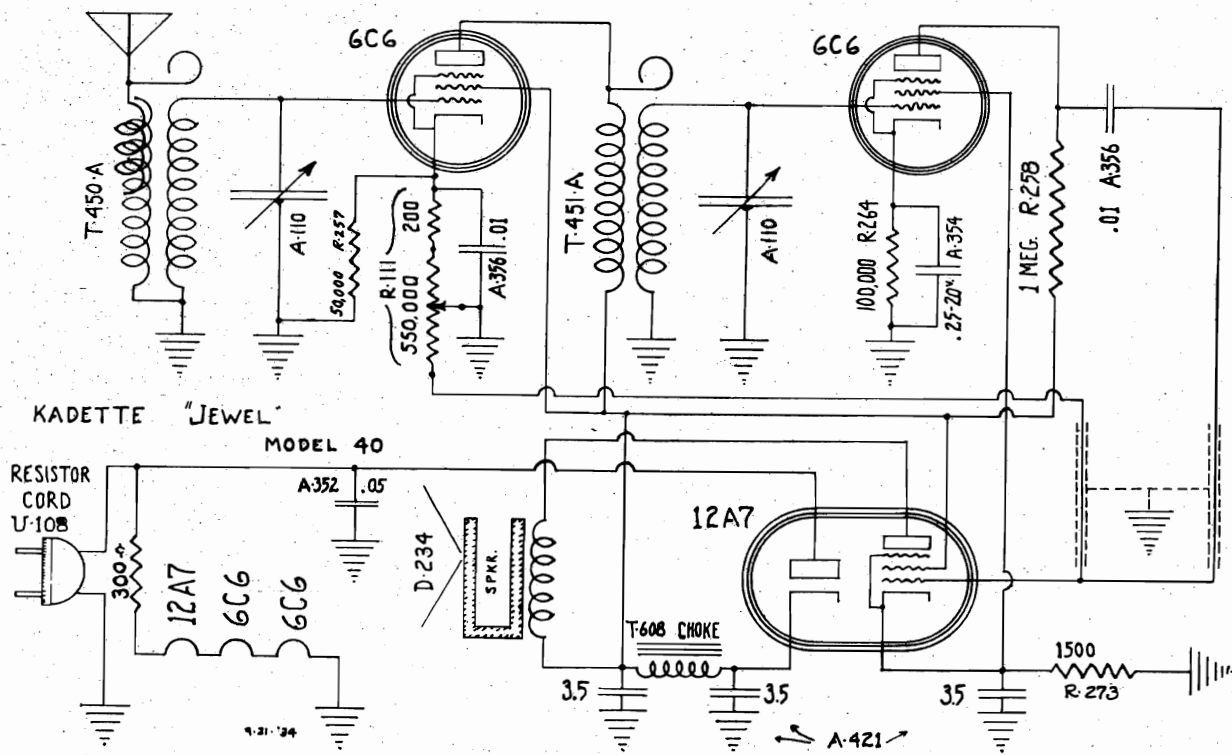 6C6
6C6
T-450-A
A-110
50,000 R-257
R-111
200
550,000
A-356 .01
T-451-A
A-110
100,000 R-264
.25-20V. A-354
1 MEG. R-258
.01 A-356
KADETTE "JEWEL"
MODEL 40
RESISTOR
CORD
U-108
A-352 .05
300
12A7
6C6
6C6
D-234
SPKR.
12A7
T-608 CHOKE
3.5
3.5
3.5
1500
R-273
A-421
9-21-'34